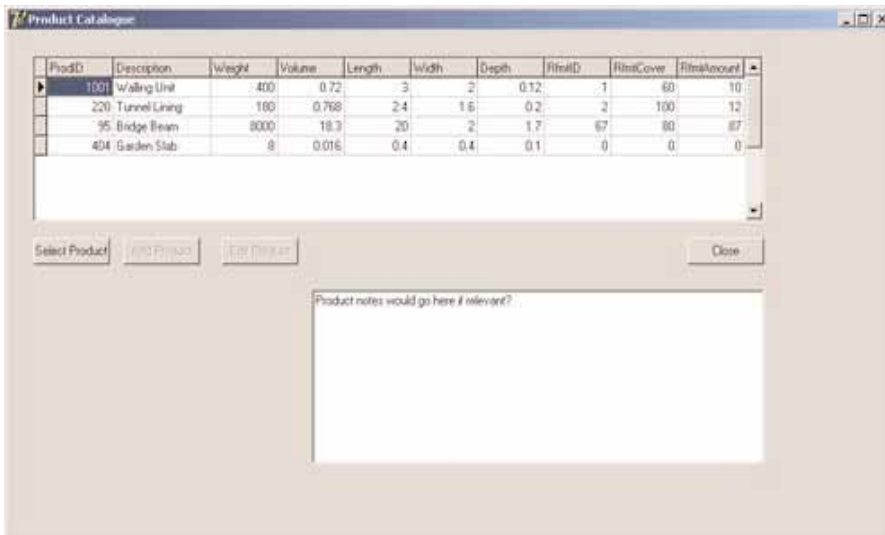 Product Catalogue
ProdID Description Weight Volume Length Width Depth RfmtID RfmtCover RfmtAmount
1001 Walling Unit 400 0.72 3 2 0.12 1 60 10
220 Tunnel Lining 180 0.768 2.4 1.6 0.2 2 100 12
95 Bridge Beam 8000 18.3 20 2 1.7 67 80 87
404 Garden Slab 8 0.016 0.4 0.4 0.1 0 0 0
Select Product Add Product Edit Product Close
Product notes would go here if relevant?